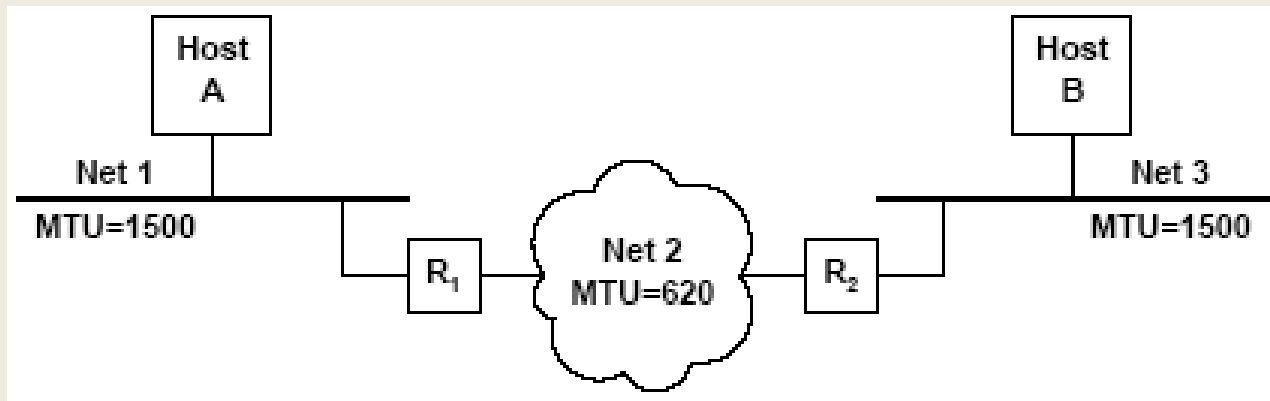 Host
A
Host
B
Net 1
Net 3
MTU=1500
MTU=1500
Net 2
MTU=620
R₁
R₂